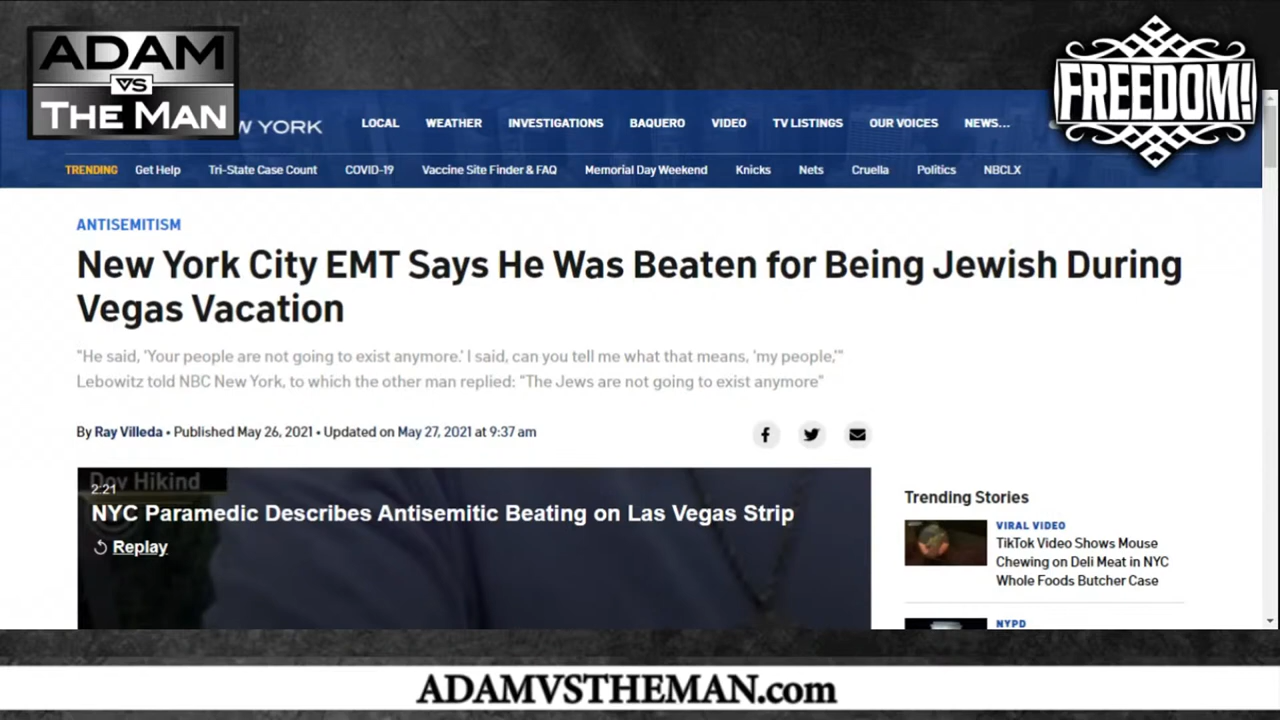 ADAM
VS
THE MAN
FREEDOM!
W YORK
LOCAL WEATHER INVESTIGATIONS BAQUERO VIDEO TV LISTINGS OUR VOICES NEWS...
TRENDING Get Help Tri-State Case Count COVID-19 Vaccine Site Finder & FAQ Memorial Day Weekend Knicks Nets Cruella Politics NBCLX
ANTISEMITISM
New York City EMT Says He Was Beaten for Being Jewish During
Vegas Vacation
"He said, 'Your people are not going to exist anymore.' I said, can you tell me what that means, 'my people,'"
Lebowitz told NBC New York, to which the other man replied: "The Jews are not going to exist anymore"
By Ray Villeda • Published May 26, 2021 • Updated on May 27, 2021 at 9:37 am
Dov Hikind
2:21
NYC Paramedic Describes Antisemitic Beating on Las Vegas Strip
Replay
Trending Stories
VIRAL VIDEO
TikTok Video Shows Mouse
Chewing on Deli Meat in NYC
Whole Foods Butcher Case
NYPD
ADAMVSTHEMAN.com